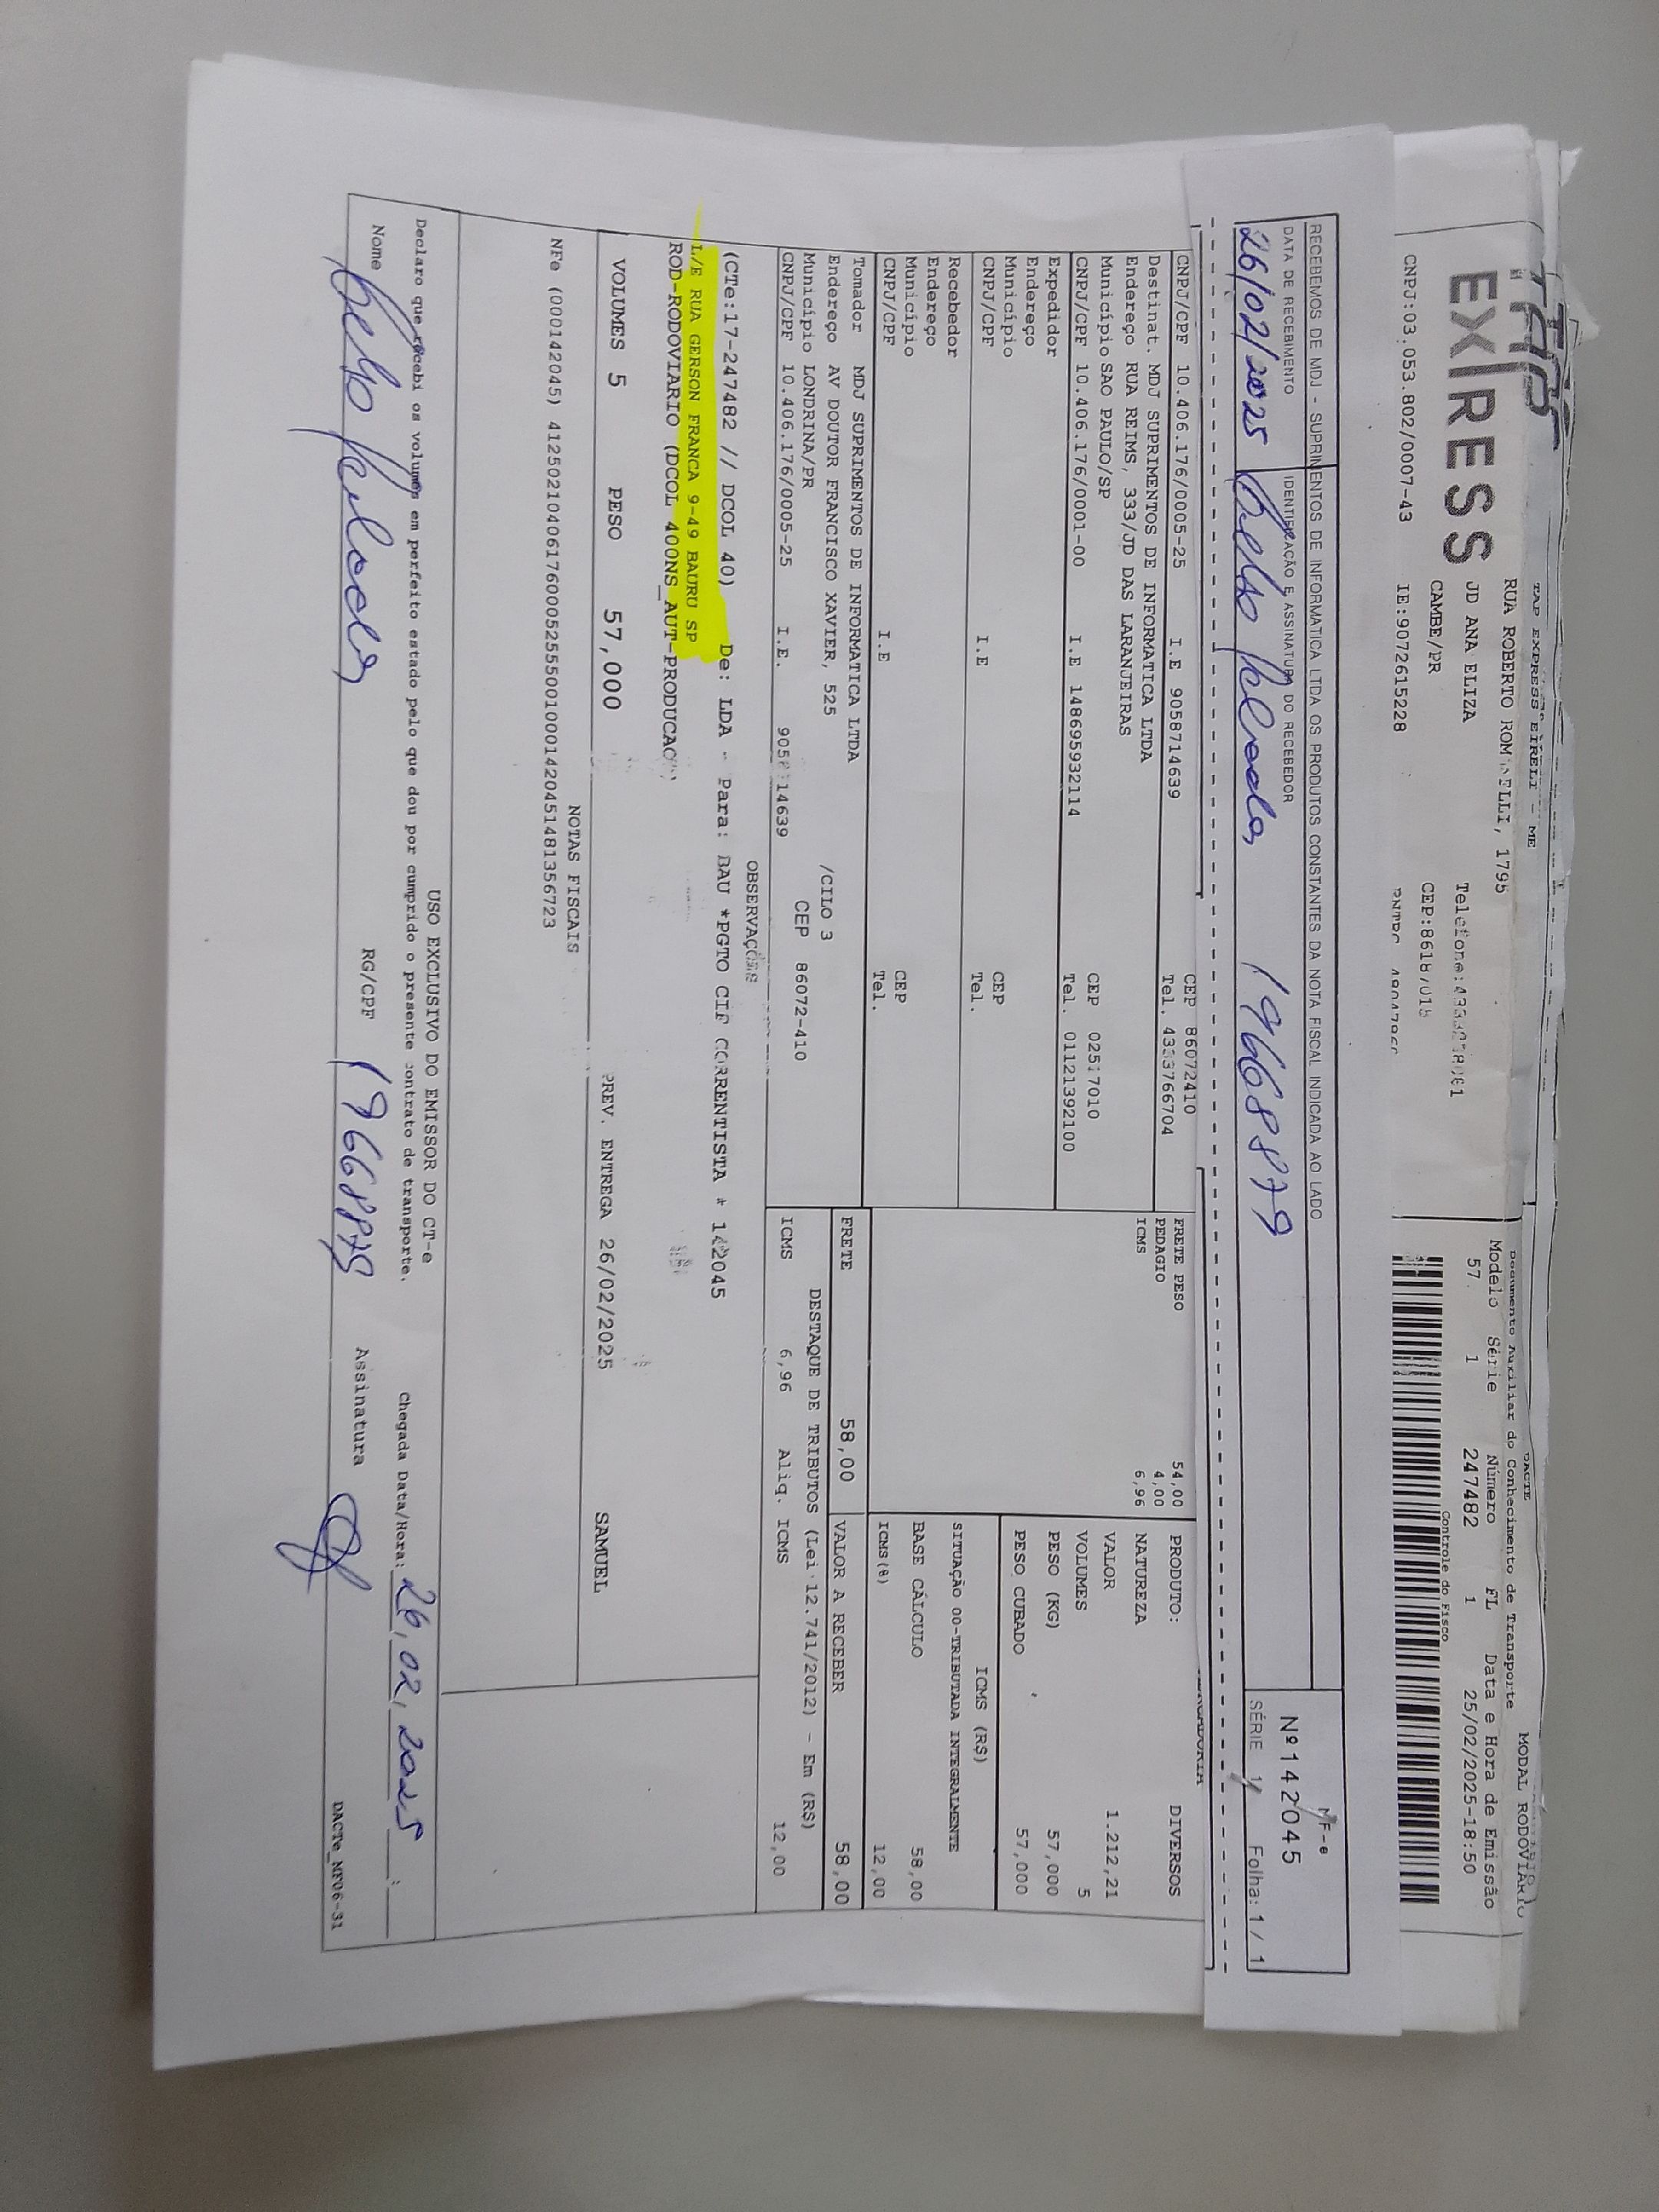 DACTE
MODAL RODOVIÁRIO
TAP EXPRESS EIRELI - ME
Documento Auxiliar do Conhecimento de Transporte
EXPRESS
RUA ROBERTO 1795
Modelo Série Número FL Data e Hora de Emissão
JD ANA ELIZA
57 1 247482 1 25/02/2025-18:50
CAMBE/PR
Controle do Fisco
CNPJ:03.053.802/0007-43 IE:9072615228
RECEBEMOS DE MDJ - SUPRIMENTOS DE INFORMATICA LTDA OS PRODUTOS CONSTANTES DA NOTA FISCAL INDICADA AO LADO
NF-e
DATA DE RECEBIMENTO IDENTIFICAÇÃO E ASSINATURA DO RECEBEDOR
Nº142045
26/02/2025 19668879
SÉRIE 1 Folha: 1/1
CNPJ/CPF 10.406.176/0005-25 I.E 9058714639 CEP 86072410
Tel. 4333766704
Destinat. MDJ SUPRIMENTOS DE INFORMATICA LTDA
Endereço RUA REIMS, 333/JD DAS LARANJEIRAS
Município SAO PAULO/SP CEP 02517010
CNPJ/CPF 10.406.176/0001-00 I.E 148695932114 Tel. 01121392100
Expedidor
Endereço
Município CEP
CNPJ/CPF I.E Tel.
Recebedor
Endereço
Município CEP
CNPJ/CPF I.E Tel.
FRETE PESO 54,00
PEDAGIO 4,00
ICMS 6,96
PRODUTO: DIVERSOS
NATUREZA
VALOR 1.212,21
VOLUMES 5
PESO (KG) 57,000
PESO CUBADO 57,000
ICMS (R$)
SITUAÇÃO 00-TRIBUTADA INTEGRALMENTE
BASE CÁLCULO 58,00
ICMS(%) 12,00
Tomador MDJ SUPRIMENTOS DE INFORMATICA LTDA
Endereço AV DOUTOR FRANCISCO XAVIER, 525 /CILO 3
Município LONDRINA/PR CEP 86072-410
CNPJ/CPF 10.406.176/0005-25 I.E. 9058714639
FRETE 58,00 VALOR A RECEBER 58,00
DESTAQUE DE TRIBUTOS (Lei 12.741/2012) - Em (R$)
ICMS 6,96 Aliq. ICMS 12,00
OBSERVAÇÕES
(CTe:17-247482 // DCOL 40) De: LDA - Para: BAU *PGTO CIF CORRENTISTA * 142045
L/E RUA GERSON FRANCA 9-49 BAURU SP
ROD-RODOVIARIO (DCOL 400NS_AUT-PRODUCAO)
VOLUMES 5 PESO 57,000 PREV. ENTREGA 26/02/2025 SAMUEL
NOTAS FISCAIS
NFe (000142045) 41250210406176000525550010001420451481356723
USO EXCLUSIVO DO EMISSOR DO CT-e
Declaro que recebi os volumes em perfeito estado pelo que dou por cumprido o presente contrato de transporte.
Chegada Data/Hora: 26,02,2025 :
Nome RG/CPF 19668879 Assinatura
DACTe_NF06-31